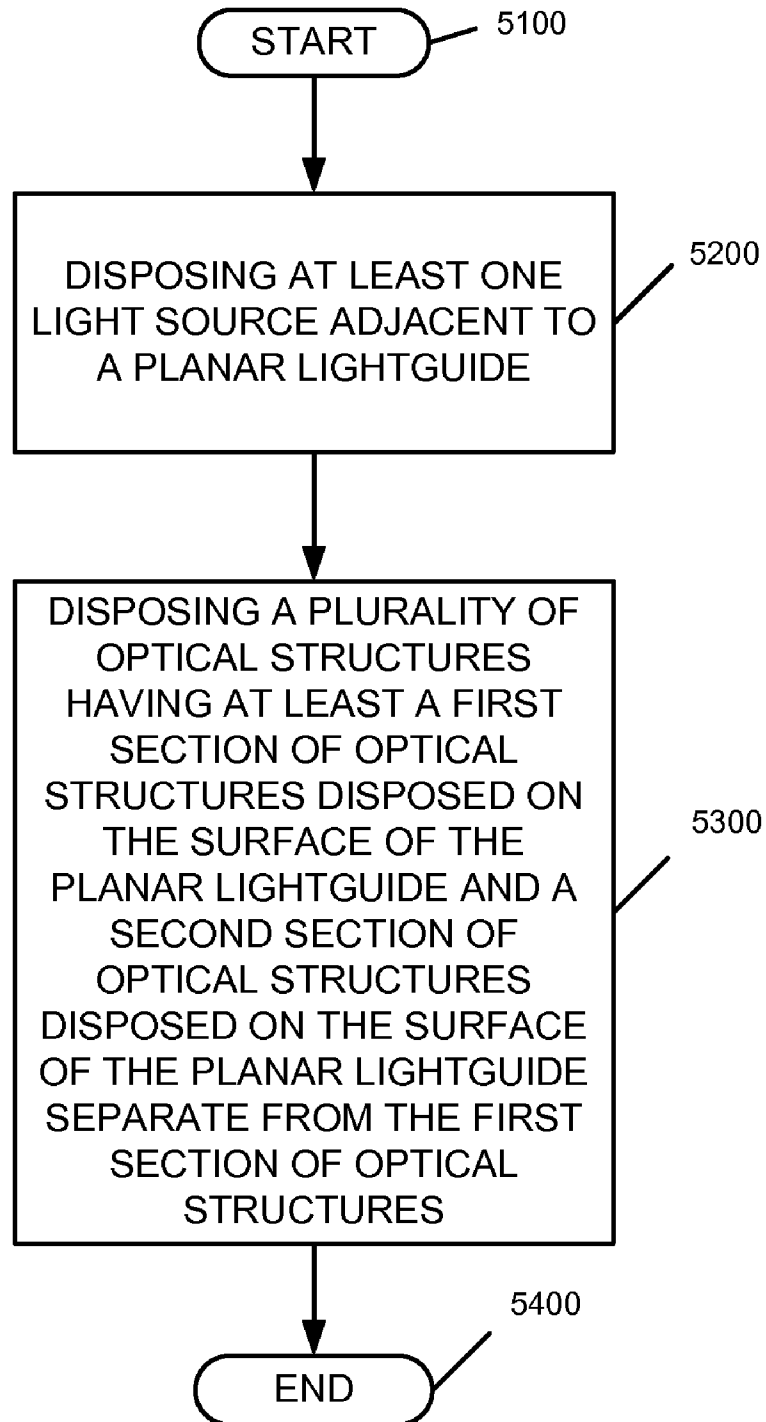 START
5100
DISPOSING AT LEAST ONE
LIGHT SOURCE ADJACENT TO
A PLANAR LIGHTGUIDE
5200
DISPOSING A PLURALITY OF
OPTICAL STRUCTURES
HAVING AT LEAST A FIRST
SECTION OF OPTICAL
STRUCTURES DISPOSED ON
THE SURFACE OF THE
PLANAR LIGHTGUIDE AND A
SECOND SECTION OF
OPTICAL STRUCTURES
DISPOSED ON THE SURFACE
OF THE PLANAR LIGHTGUIDE
SEPARATE FROM THE FIRST
SECTION OF OPTICAL
STRUCTURES
5300
END
5400